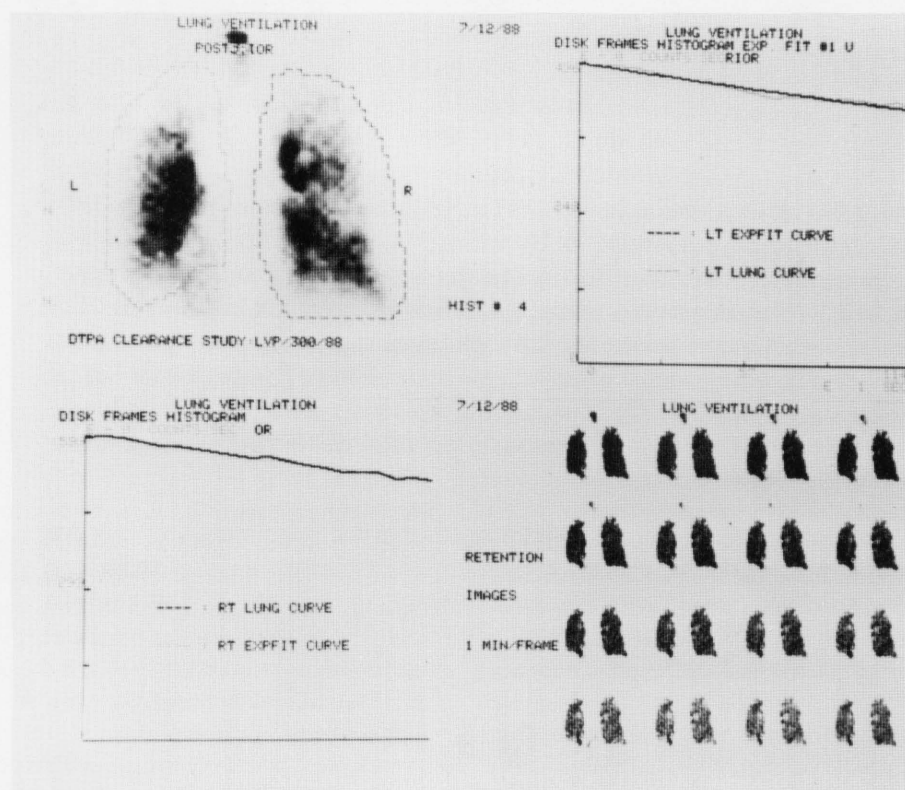 LUNG VENTILATION
L
R
DTPA CLEARANCE STUDY:LVP/300/88
7/12/88
LUNG VENTILATION
DISK FRAMES HISTOGRAM EXP. FIT #1 U
RIOR
LT EXPFIT CURVE
LT LUNG CURVE
HIST # 4
LUNG VENTILATION
DISK FRAMES HISTOGRAM
OR
RT LUNG CURVE
RT EXPFIT CURVE
7/12/88
LUNG VENTILATION
RETENTION
IMAGES
1 MIN/FRAME